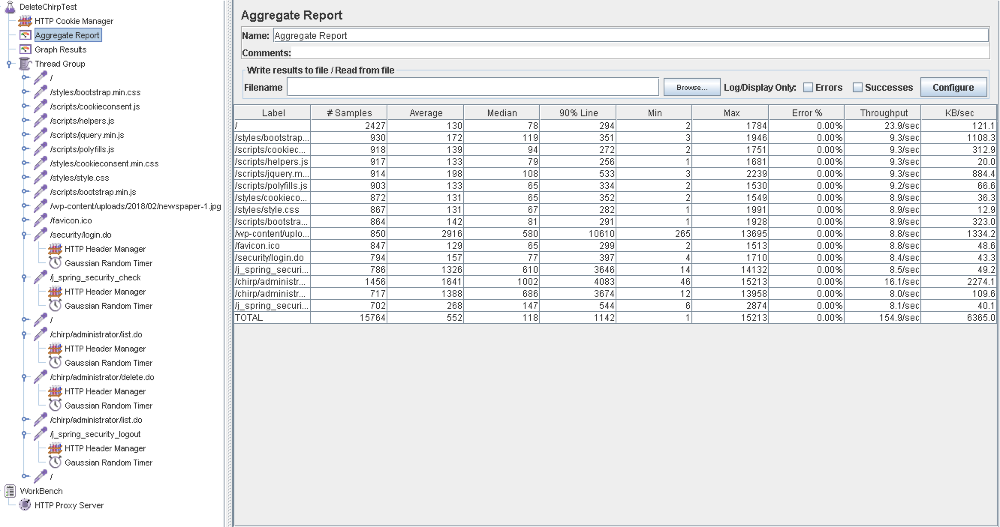 DeleteChirpTest
HTTP Cookie Manager
Aggregate Report
Graph Results
Thread Group
/
/styles/bootstrap.min.css
/scripts/cookieconsent.js
/scripts/helpers.js
/scripts/jquery.min.js
/scripts/polyfills.js
/styles/cookieconsent.min.css
/styles/style.css
/scripts/bootstrap.min.js
/wp-content/uploads/2018/02/newspaper-1.jpg
/favicon.ico
/security/login.do
HTTP Header Manager
Gaussian Random Timer
/j_spring_security_check
HTTP Header Manager
Gaussian Random Timer
/
/chirp/administrator/list.do
HTTP Header Manager
Gaussian Random Timer
/chirp/administrator/delete.do
HTTP Header Manager
Gaussian Random Timer
/chirp/administrator/list.do
/j_spring_security_logout
HTTP Header Manager
Gaussian Random Timer
/
WorkBench
HTTP Proxy Server
Aggregate Report
Name: Aggregate Report
Comments:
Write results to file / Read from file
Filename Browse... Log/Display Only: Errors Successes Configure
Label # Samples Average Median 90% Line Min Max Error % Throughput KB/sec
/ 2427 130 78 294 2 1784 0.00% 23.9/sec 121.1
/styles/bootstrap... 930 172 119 351 3 1946 0.00% 9.3/sec 1108.3
/scripts/cookiec... 918 139 94 272 2 1751 0.00% 9.3/sec 312.9
/scripts/helpers.js 917 133 79 256 1 1681 0.00% 9.3/sec 20.0
/scripts/jquery.m... 914 198 108 533 3 2239 0.00% 9.3/sec 884.4
/scripts/polyfills.js 903 133 65 334 2 1530 0.00% 9.2/sec 66.6
/styles/cookieco... 872 131 65 352 2 1549 0.00% 8.9/sec 36.3
/styles/style.css 867 131 67 282 1 1991 0.00% 8.9/sec 12.9
/scripts/bootstra... 864 142 81 291 1 1928 0.00% 8.9/sec 323.0
/wp-content/uplo... 850 2916 580 10610 265 13695 0.00% 8.8/sec 1334.2
/favicon.ico 847 129 65 299 2 1513 0.00% 8.8/sec 48.6
/security/login.do 794 157 77 397 4 1710 0.00% 8.4/sec 43.3
/j_spring_securi... 786 1326 610 3646 14 14132 0.00% 8.5/sec 49.2
/chirp/administr... 1456 1641 1002 4083 46 15213 0.00% 16.1/sec 2274.1
/chirp/administr... 717 1388 686 3674 12 13958 0.00% 8.0/sec 109.6
/j_spring_securi... 702 268 147 544 6 2874 0.00% 8.1/sec 40.1
TOTAL 15764 552 118 1142 1 15213 0.00% 154.9/sec 6365.0